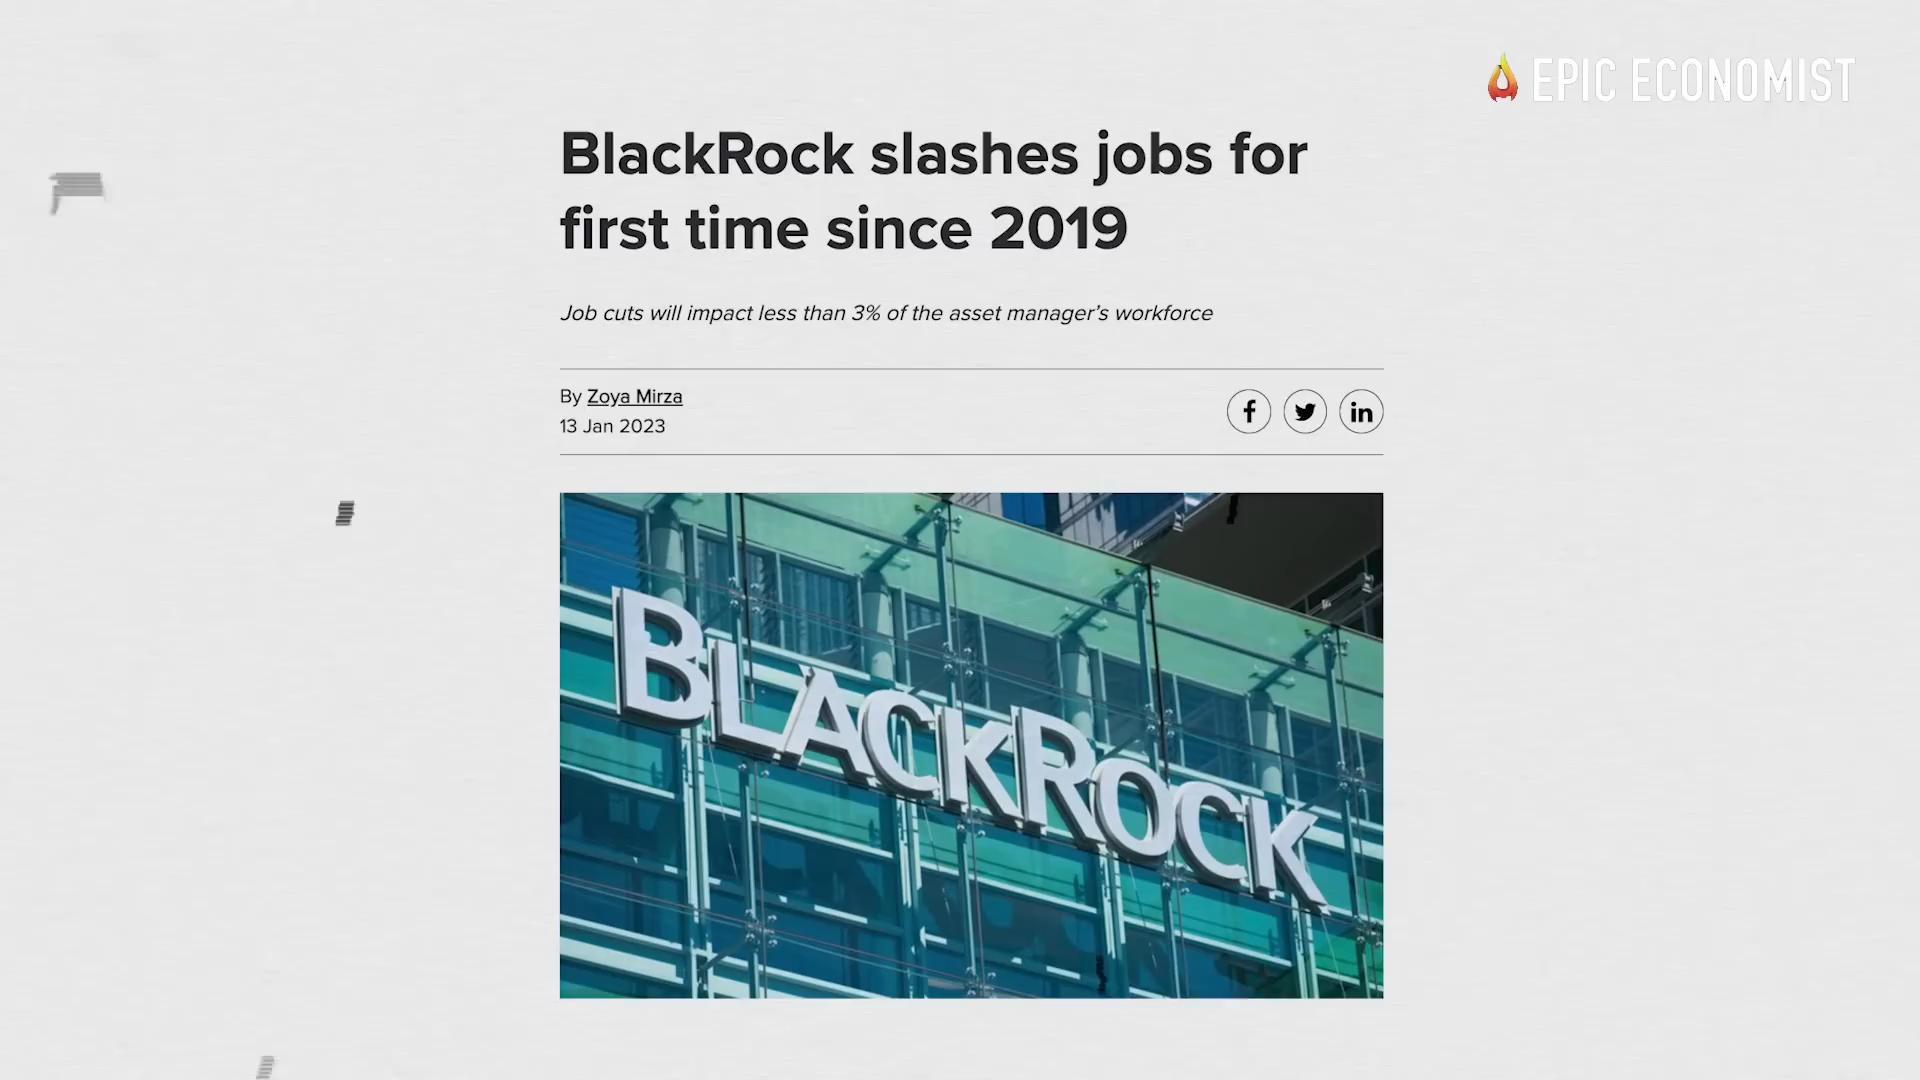 EPIC ECONOMIST
BlackRock slashes jobs for
first time since 2019
Job cuts will impact less than 3% of the asset manager's workforce
By Zoya Mirza
13 Jan 2023
f
in
BLACKROCK